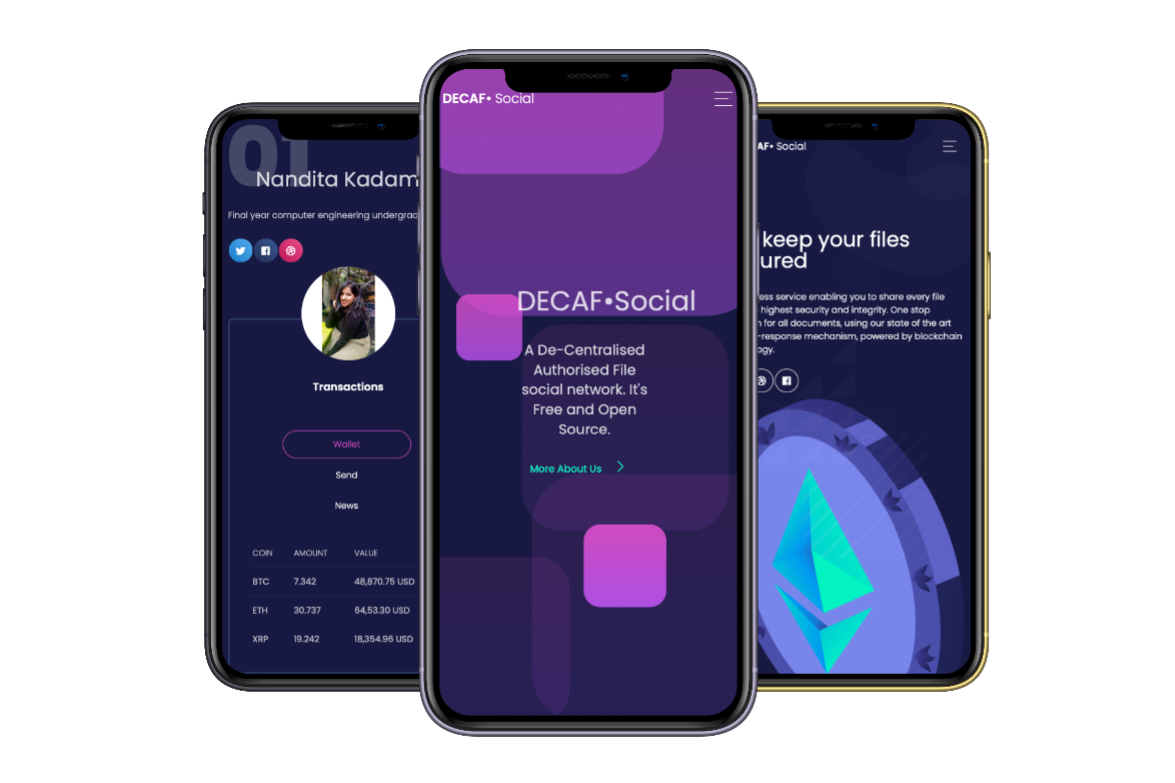 01
Nandita Kadam
Final year computer engineering undergrad
Transactions
Wallet
Send
News
COIN AMOUNT VALUE
BTC 7.342 48,870.75 USD
ETH 30.737 64,53.30 USD
XRP 19.242 18,354.96 USD
DECAF• Social
DECAF•Social
A De-Centralised
Authorised File
social network. It's
Free and Open
Source.
More About Us
AF• Social
keep your files
ured
ess service enabling you to share every file
highest security and integrity. One stop
n for all documents, using our state of the art
-response mechanism, powered by blockchain
ogy.